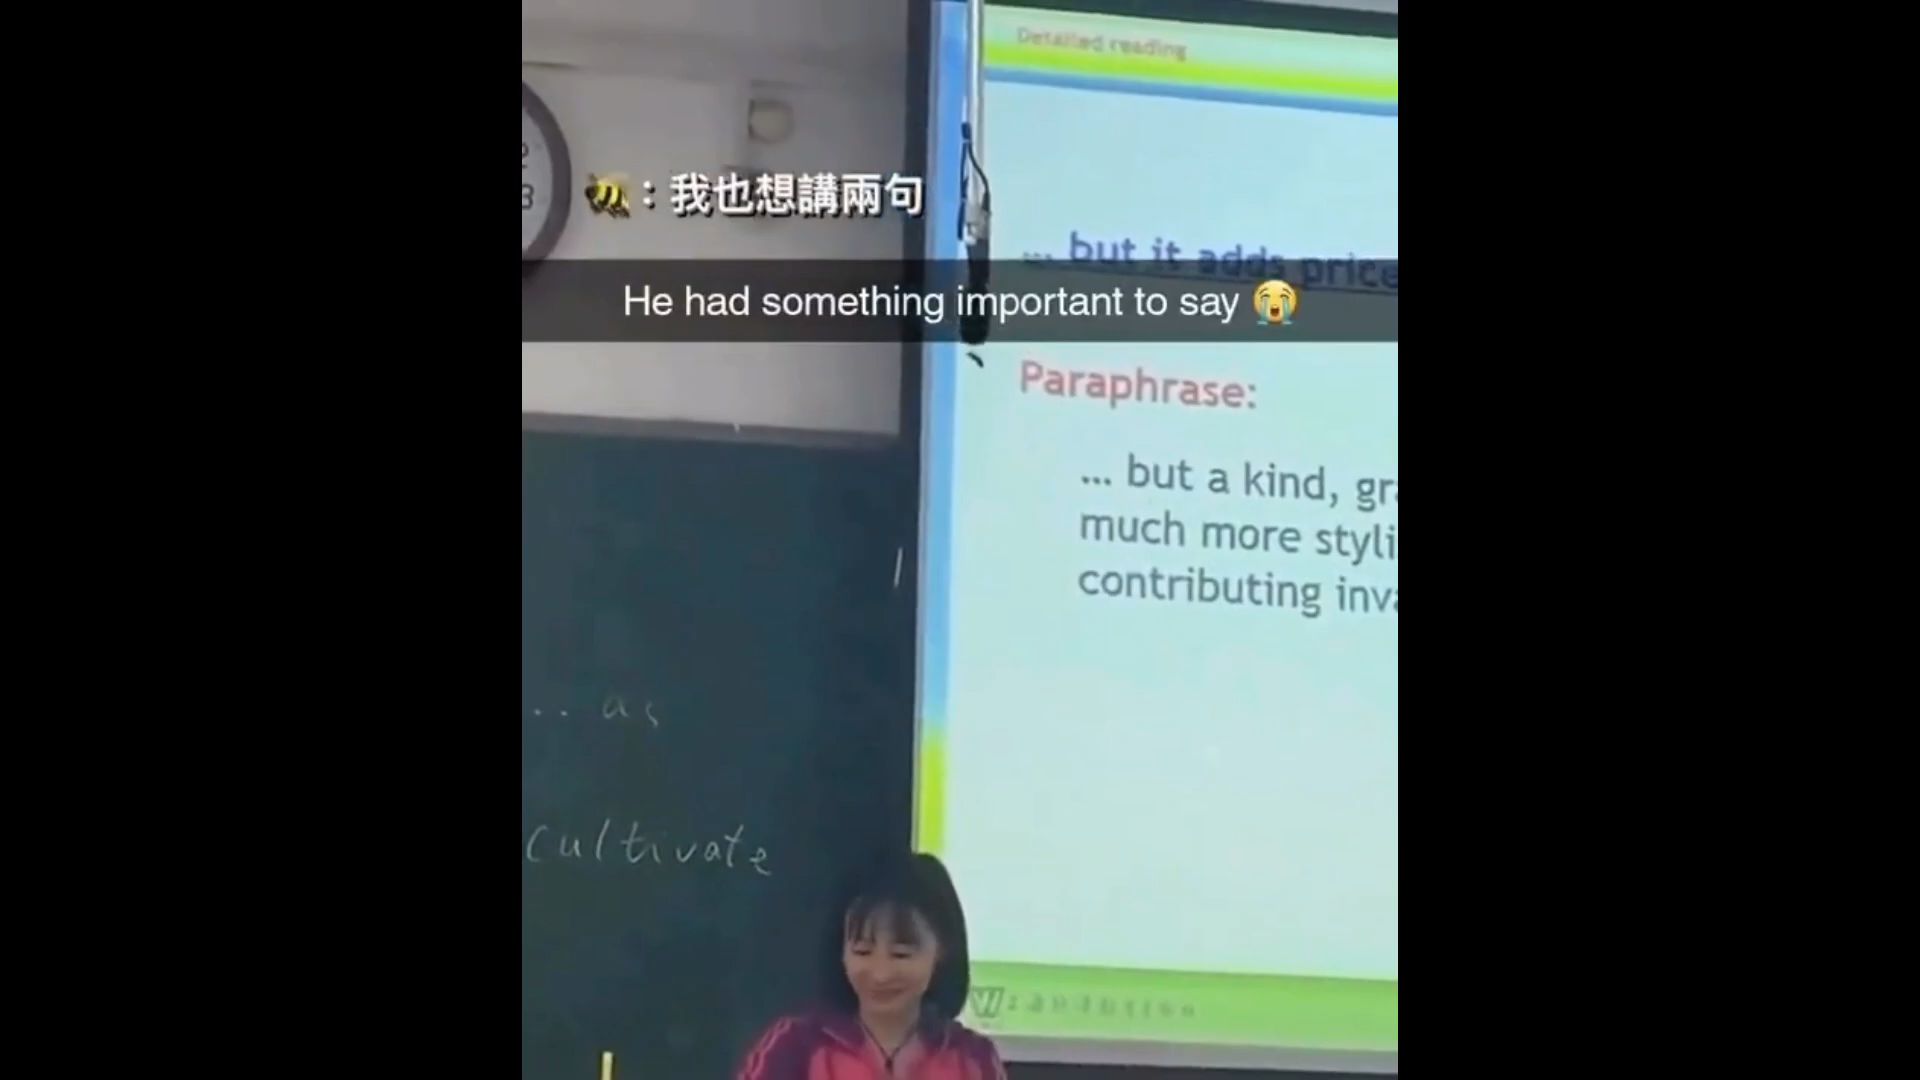 Detailed reading
🐝：我也想講兩句
... but it adds price
He had something important to say 😭
Paraphrase:
... but a kind, gr
much more styli
contributing inv
.. as
cultivate